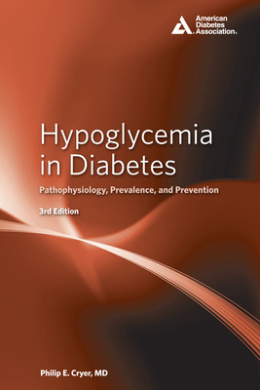 American
Diabetes
Association.
Hypoglycemia
in Diabetes
Pathophysiology, Prevalence, and Prevention
3rd Edition
Philip E. Cryer, MD